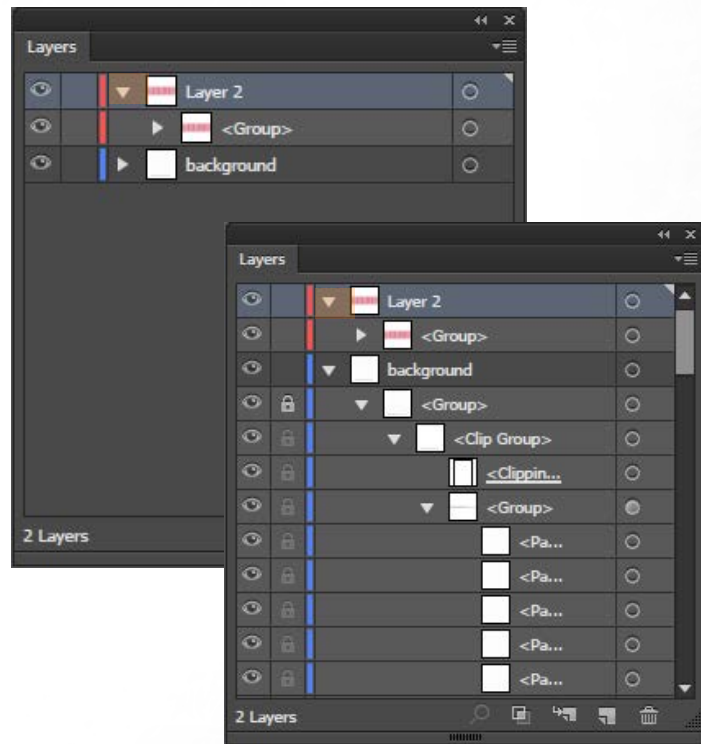 Layers
Layer 2
<Group>
background
2 Layers
Layers
Layer 2
<Group>
background
<Group>
<Clip Group>
<Clippin...
<Group>
<Pa...
<Pa...
<Pa...
<Pa...
<Pa...
2 Layers